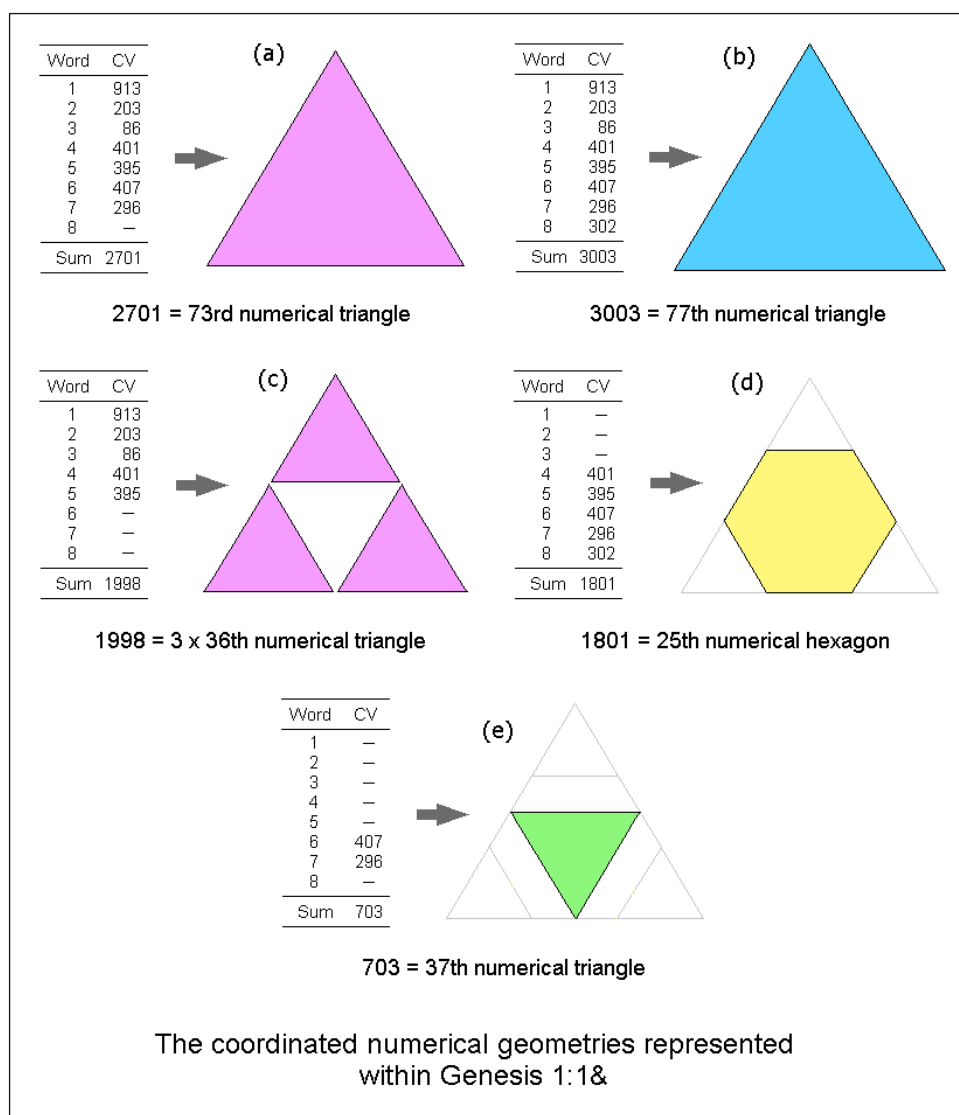 (a)
Word CV
1 913
2 203
3 86
4 401
5 395
6 407
7 296
8 —
Sum 2701
2701 = 73rd numerical triangle
(b)
Word CV
1 913
2 203
3 86
4 401
5 395
6 407
7 296
8 302
Sum 3003
3003 = 77th numerical triangle
(c)
Word CV
1 913
2 203
3 86
4 401
5 395
6 —
7 —
8 —
Sum 1998
1998 = 3 x 36th numerical triangle
(d)
Word CV
1 —
2 —
3 —
4 401
5 395
6 407
7 296
8 302
Sum 1801
1801 = 25th numerical hexagon
(e)
Word CV
1 —
2 —
3 —
4 —
5 —
6 407
7 296
8 —
Sum 703
703 = 37th numerical triangle
The coordinated numerical geometries represented
within Genesis 1:1&